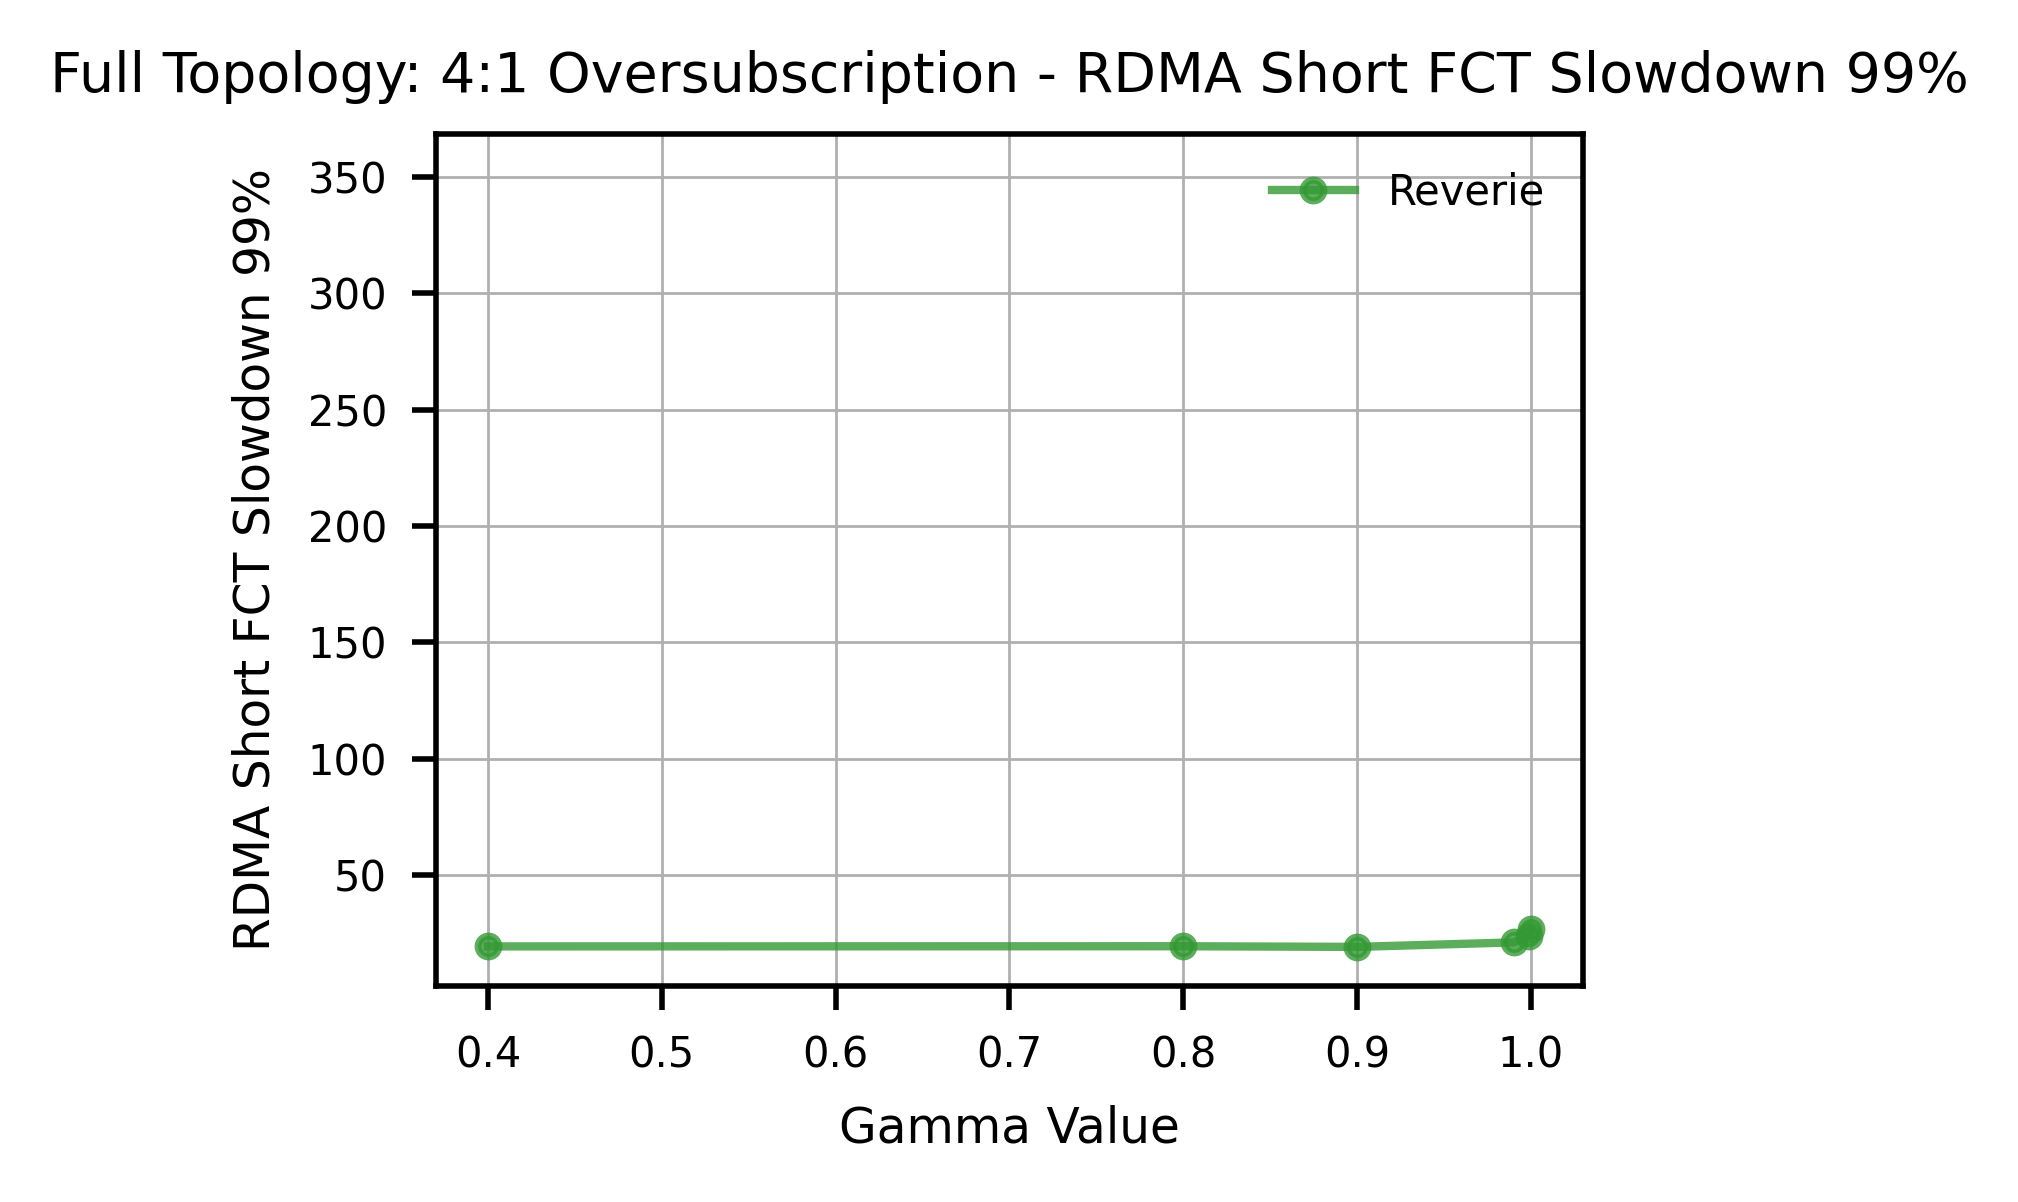 Full Topology: 4:1 Oversubscription - RDMA Short FCT Slowdown 99%
RDMA Short FCT Slowdown 99%
350
300
250
200
150
100
50
Reverie
0.4 0.5 0.6 0.7 0.8 0.9 1.0
Gamma Value